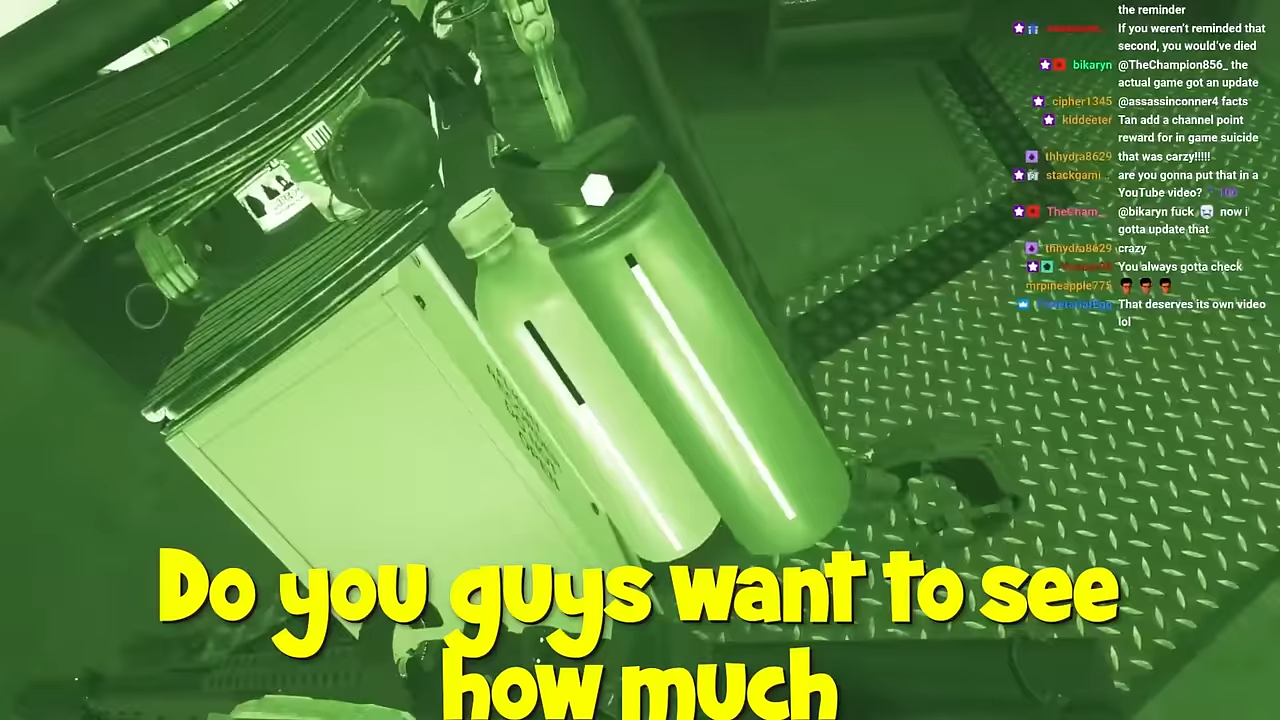 the reminder
If you weren't reminded that
second, you would've died
bikaryn @TheChampion856_ the
actual game got an update
cipher1345 @assassinconner4 facts
kiddeeter Tan add a channel point
reward for in game suicide
thhydra8629 that was carzy!!!!!
stackgami.. are you gonna put that in a
YouTube video? 100
TheEnam_ @bikaryn fuck now i
gotta update that
thhydra8629 crazy
You always gotta check
mrpineapple775
That deserves its own video
lol
Do you guys want to see
how much